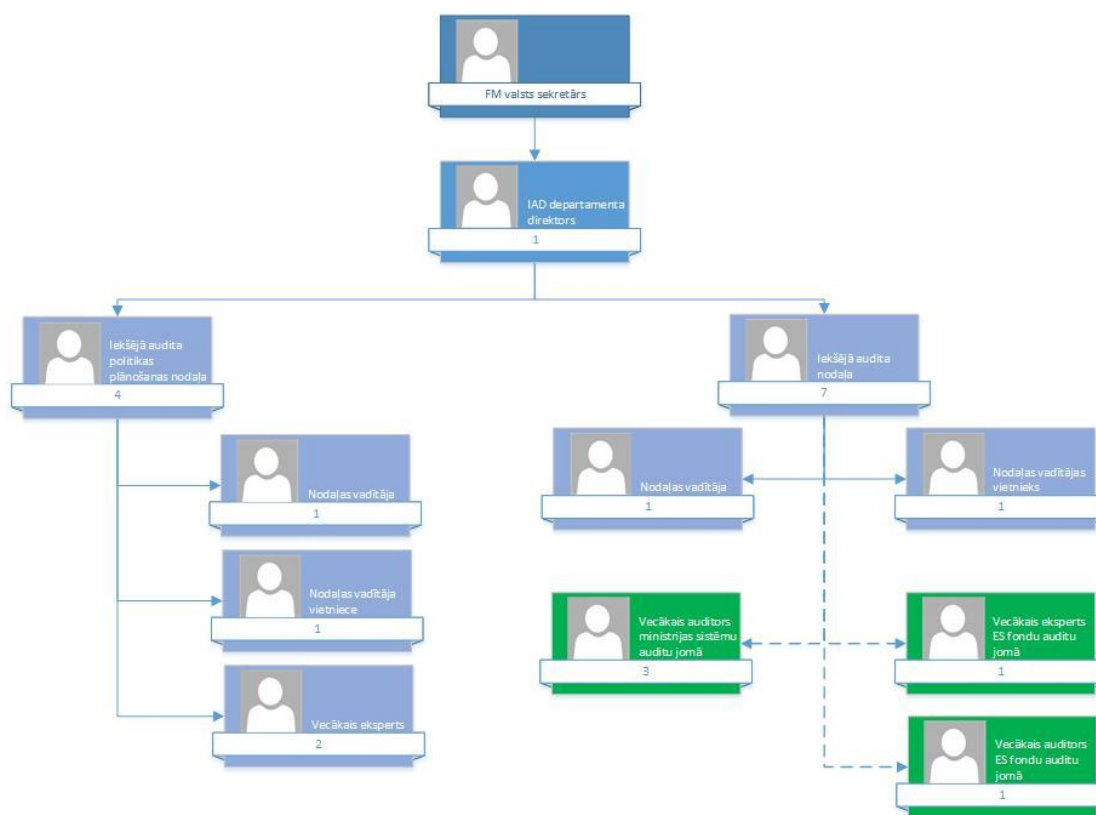 FM valsts sekretārs
IAD departamenta
direktors
1
Iekšējā audita
politikas
plānošanas nodaļa
4
Iekšējā audita
nodaļa
7
Nodaļas vadītāja
1
Nodaļas vadītāja
vietniece
1
Vecākais eksperts
2
Nodaļas vadītāja
1
Nodaļas vadītājas
vietnieks
1
Vecākais auditors
ministrijas sistēmu
auditu jomā
3
Vecākais eksperts
ES fondu auditu
jomā
1
Vecākais auditors
ES fondu auditu
jomā
1